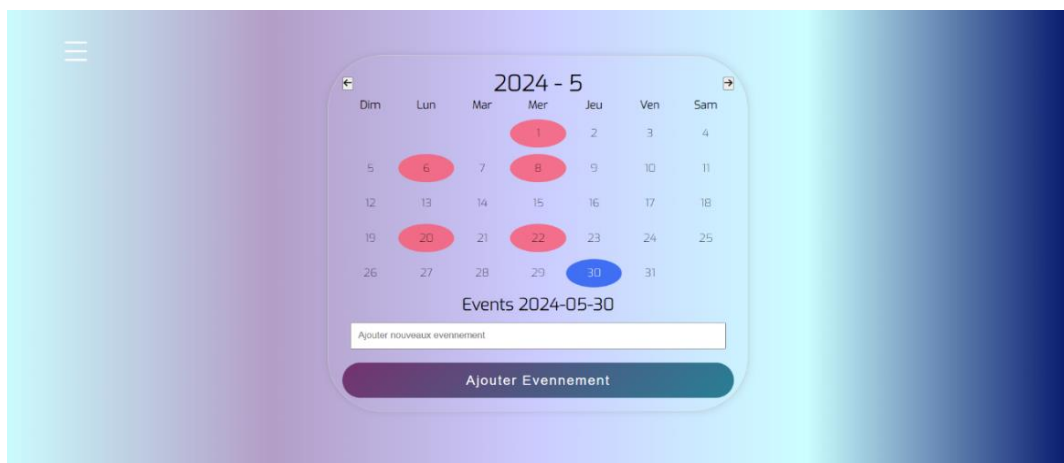 2024 - 5
Dim Lun Mar Mer Jeu Ven Sam
1 2 3 4
5 6 7 8 9 10 11
12 13 14 15 16 17 18
19 20 21 22 23 24 25
26 27 28 29 30 31
Events 2024-05-30
Ajouter nouveaux evennement
Ajouter Evennement